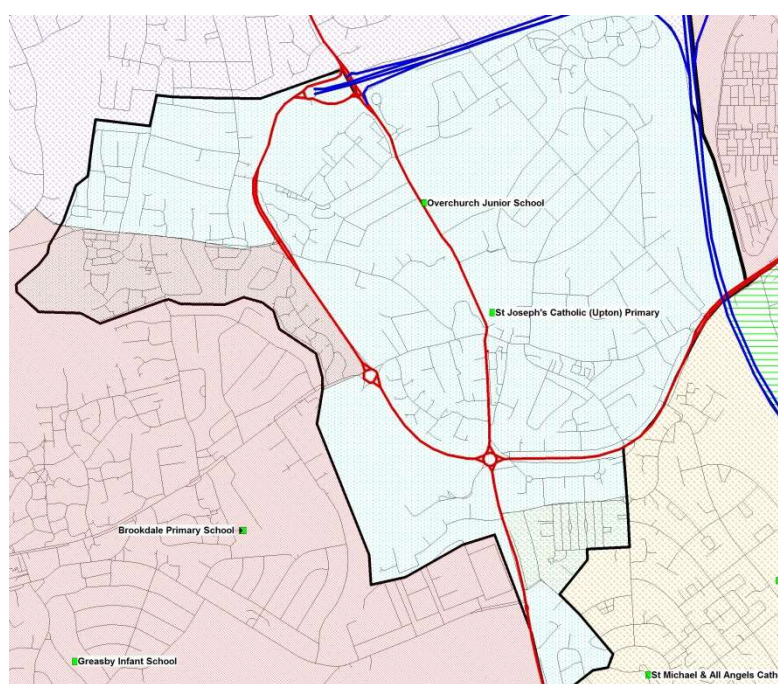 Overchurch Junior School
St Joseph's Catholic (Upton) Primary
Brookdale Primary School
Greasby Infant School
St Michael & All Angels Cath